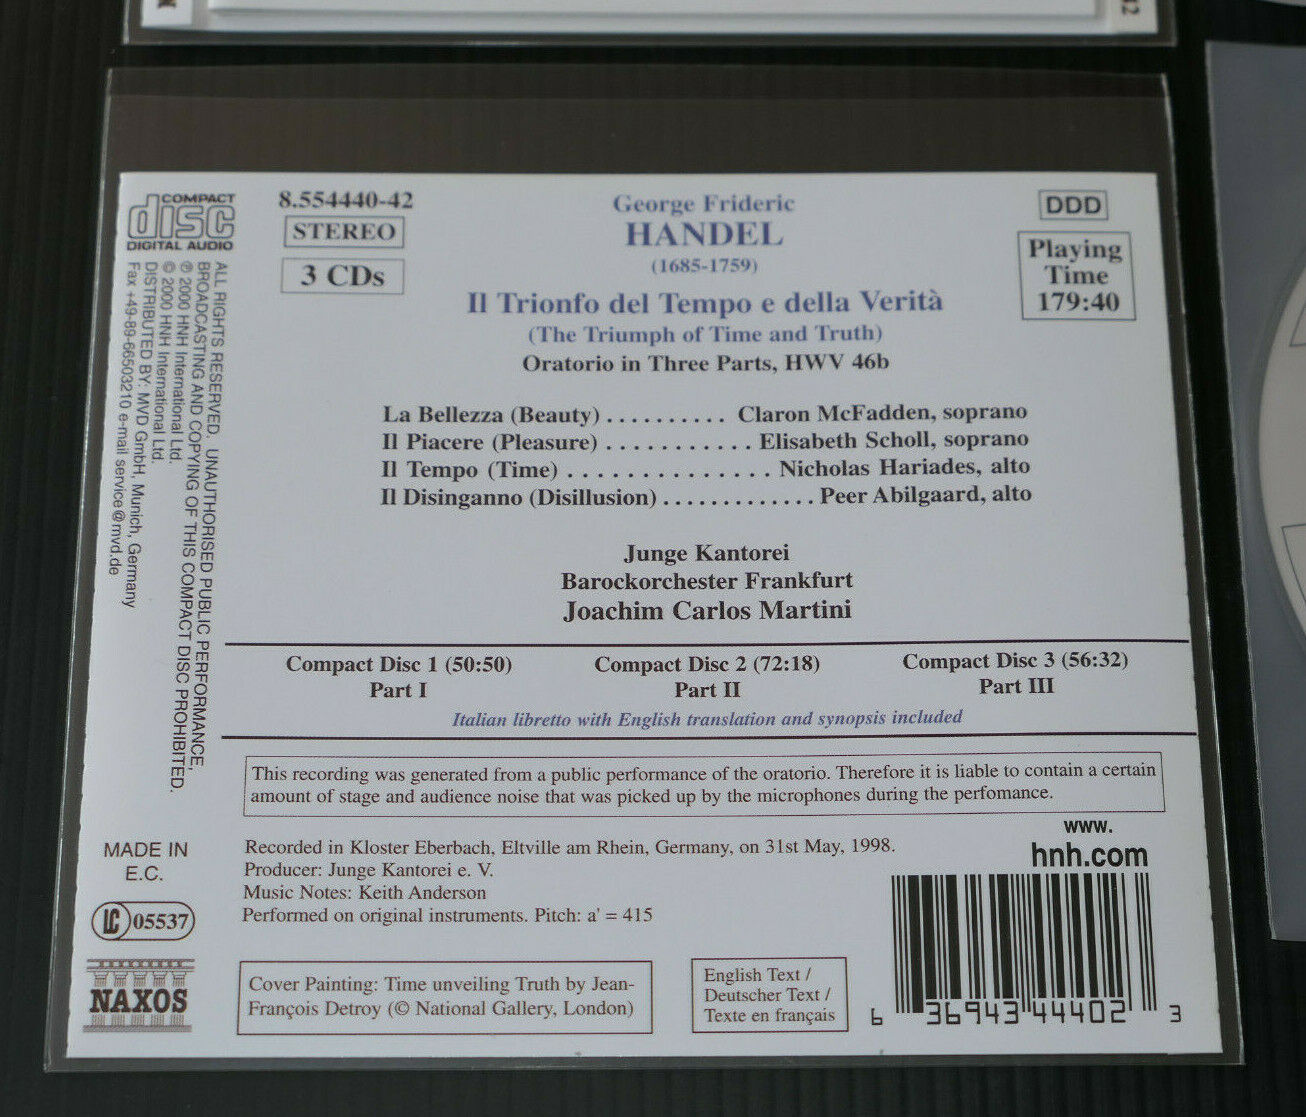 12
COMPACT
disc
DIGITAL AUDIO
8.554440-42
STEREO
3 CDs
George Frideric
HANDEL
(1685-1759)
Il Trionfo del Tempo e della Verità
(The Triumph of Time and Truth)
Oratorio in Three Parts, HWV 46b
DDD
Playing
Time
179:40
La Bellezza (Beauty) . . . . . . . . . . Claron McFadden, soprano
Il Piacere (Pleasure) . . . . . . . . . . . Elisabeth Scholl, soprano
Il Tempo (Time) . . . . . . . . . . . . . . . Nicholas Hariades, alto
Il Disinganno (Disillusion) . . . . . . . . . . . . Peer Abilgaard, alto
Junge Kantorei
Barockorchester Frankfurt
Joachim Carlos Martini
Compact Disc 1 (50:50)
Part I
Compact Disc 2 (72:18)
Part II
Compact Disc 3 (56:32)
Part III
Italian libretto with English translation and synopsis included
This recording was generated from a public performance of the oratorio. Therefore it is liable to contain a certain
amount of stage and audience noise that was picked up by the microphones during the perfomance.
Recorded in Kloster Eberbach, Eltville am Rhein, Germany, on 31st May, 1998.
Producer: Junge Kantorei e. V.
Music Notes: Keith Anderson
Performed on original instruments. Pitch: a' = 415
www.
hnh.com
Cover Painting: Time unveiling Truth by Jean-
François Detroy (© National Gallery, London)
English Text /
Deutscher Text /
Texte en français
6 36943 44402 3
ALL RIGHTS RESERVED. UNAUTHORISED PUBLIC PERFORMANCE,
BROADCASTING AND COPYING OF THIS COMPACT DISC PROHIBITED.
℗ 2000 HNH International Ltd.
© 2000 HNH International Ltd.
DISTRIBUTED BY: MVD GmbH, Munich, Germany
Fax +49-89-66503210 e-mail service@mvd.de
MADE IN
E.C.
LC 05537
NAXOS